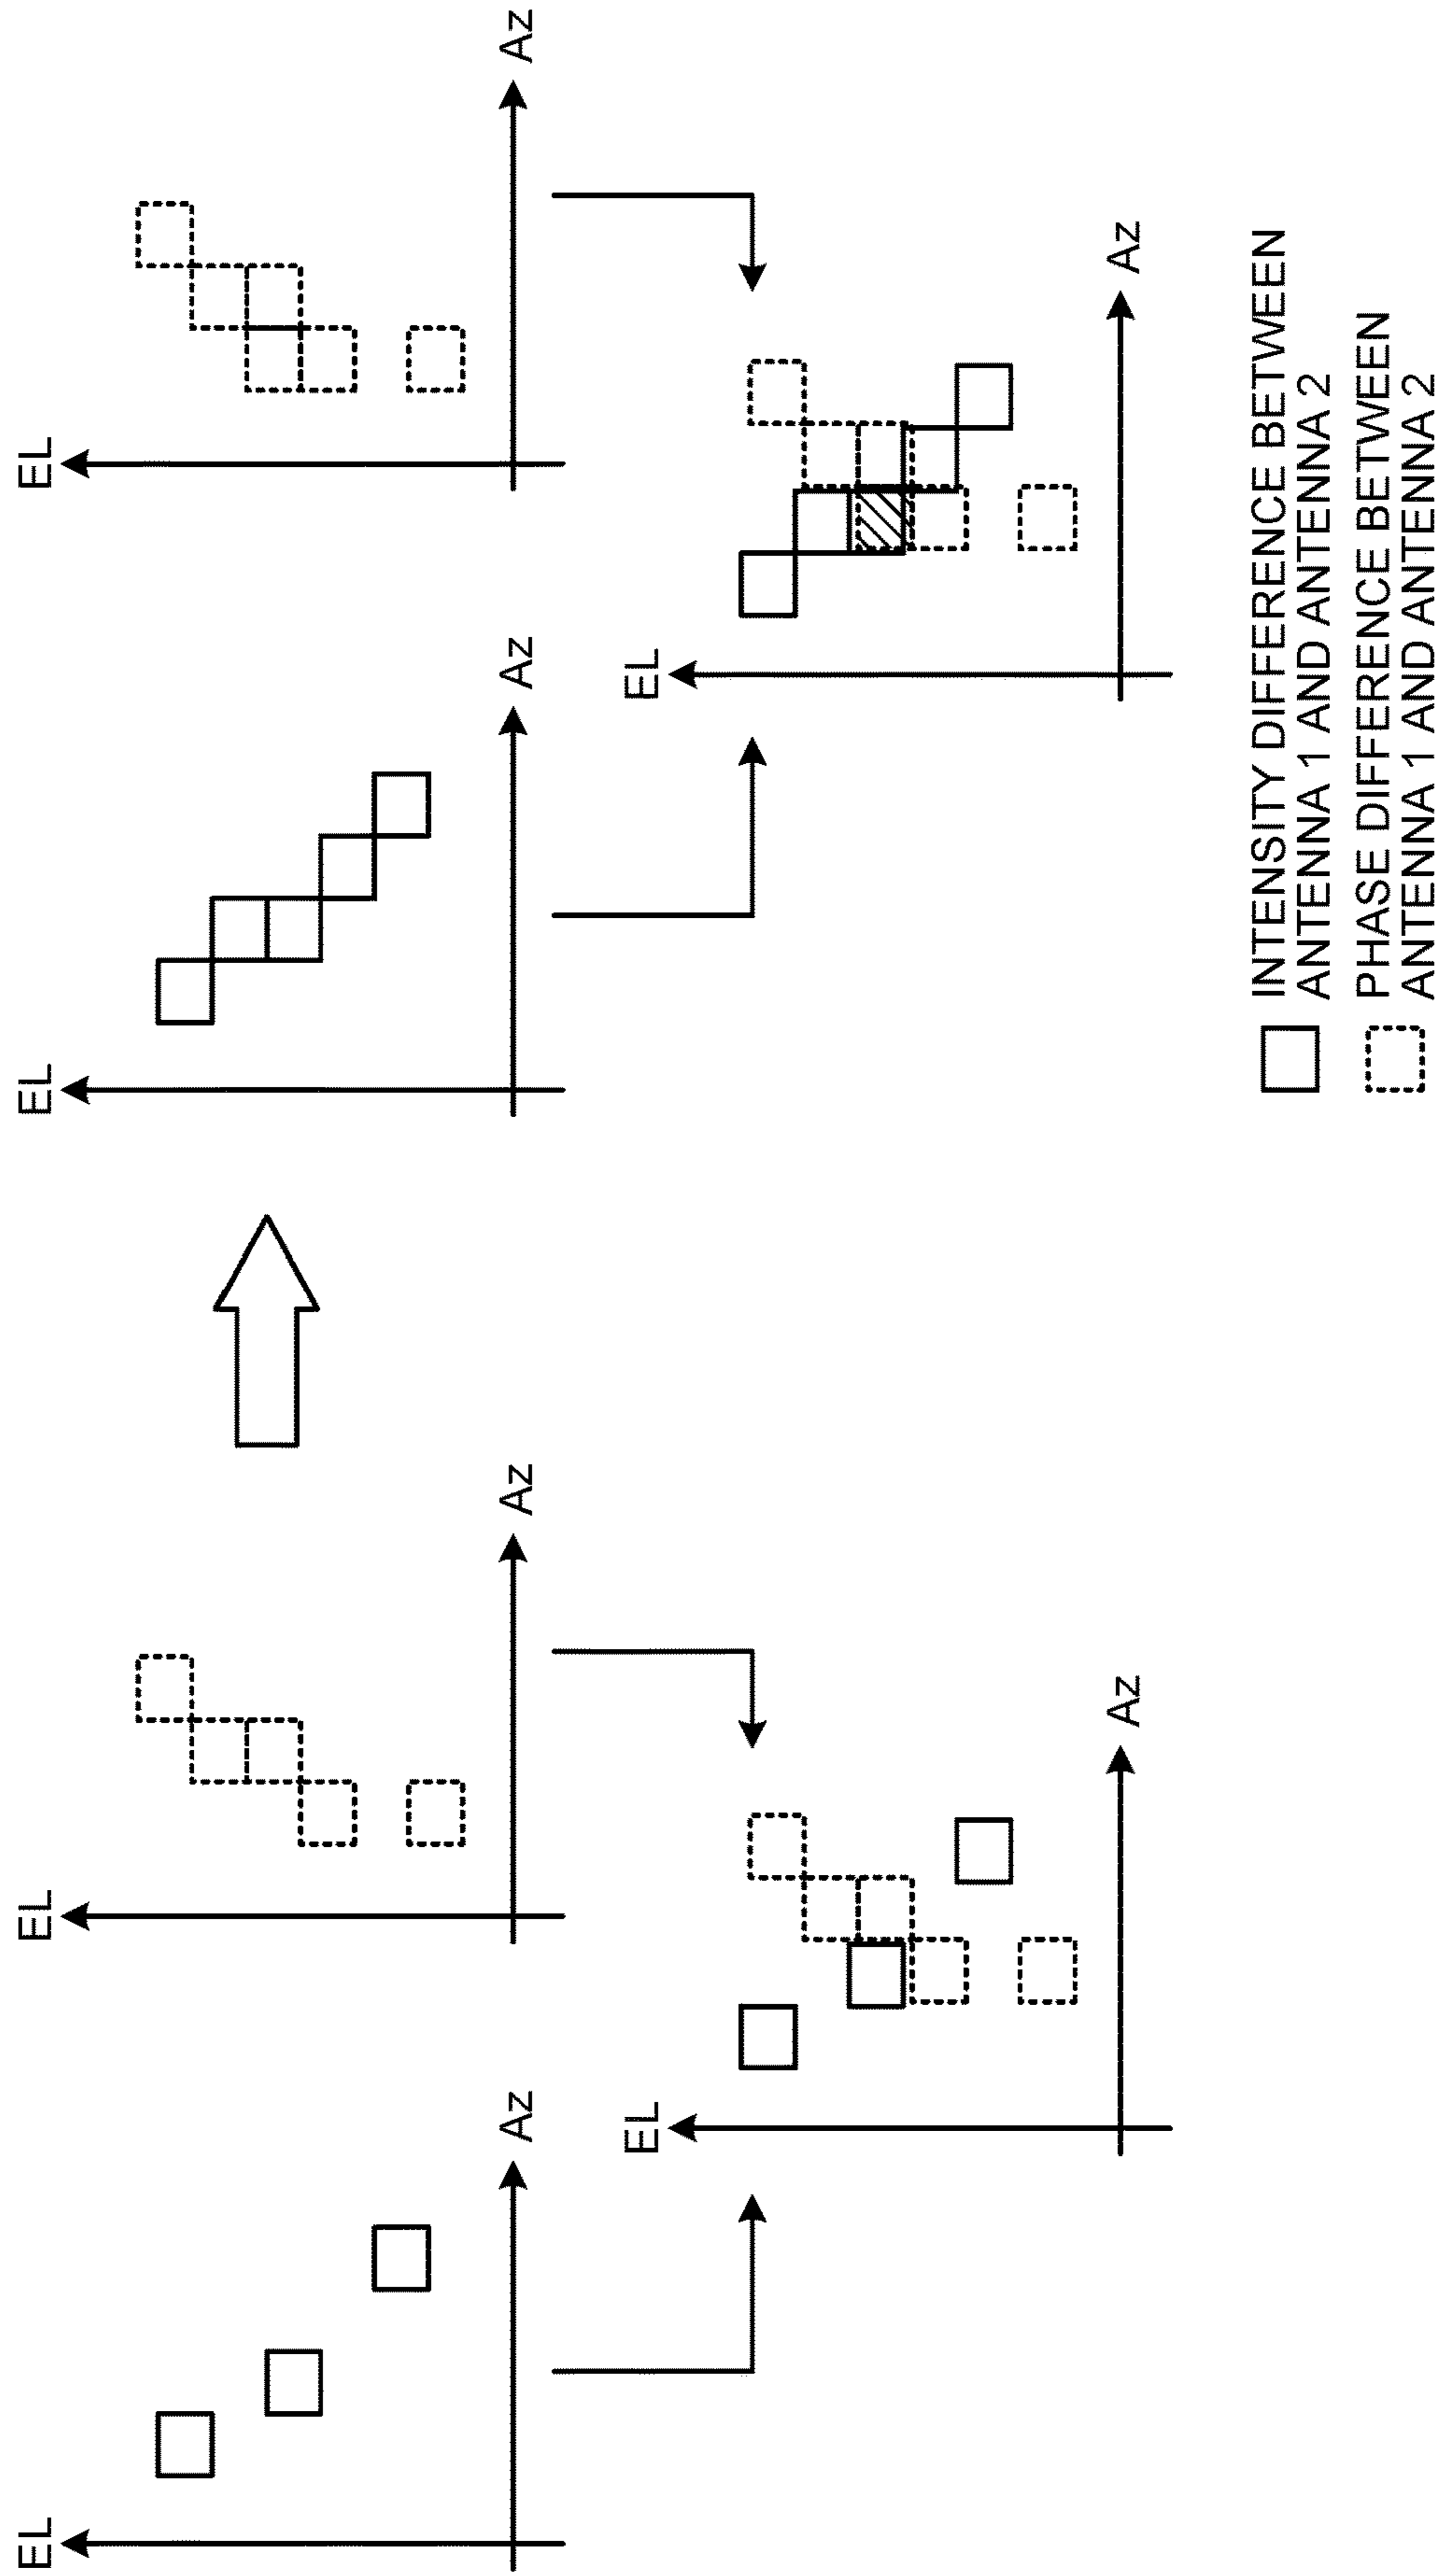 EL
EL
EL
EL
Az
Az
Az
Az
EL
EL
Az
Az
INTENSITY DIFFERENCE BETWEEN
ANTENNA 1 AND ANTENNA 2
PHASE DIFFERENCE BETWEEN
ANTENNA 1 AND ANTENNA 2